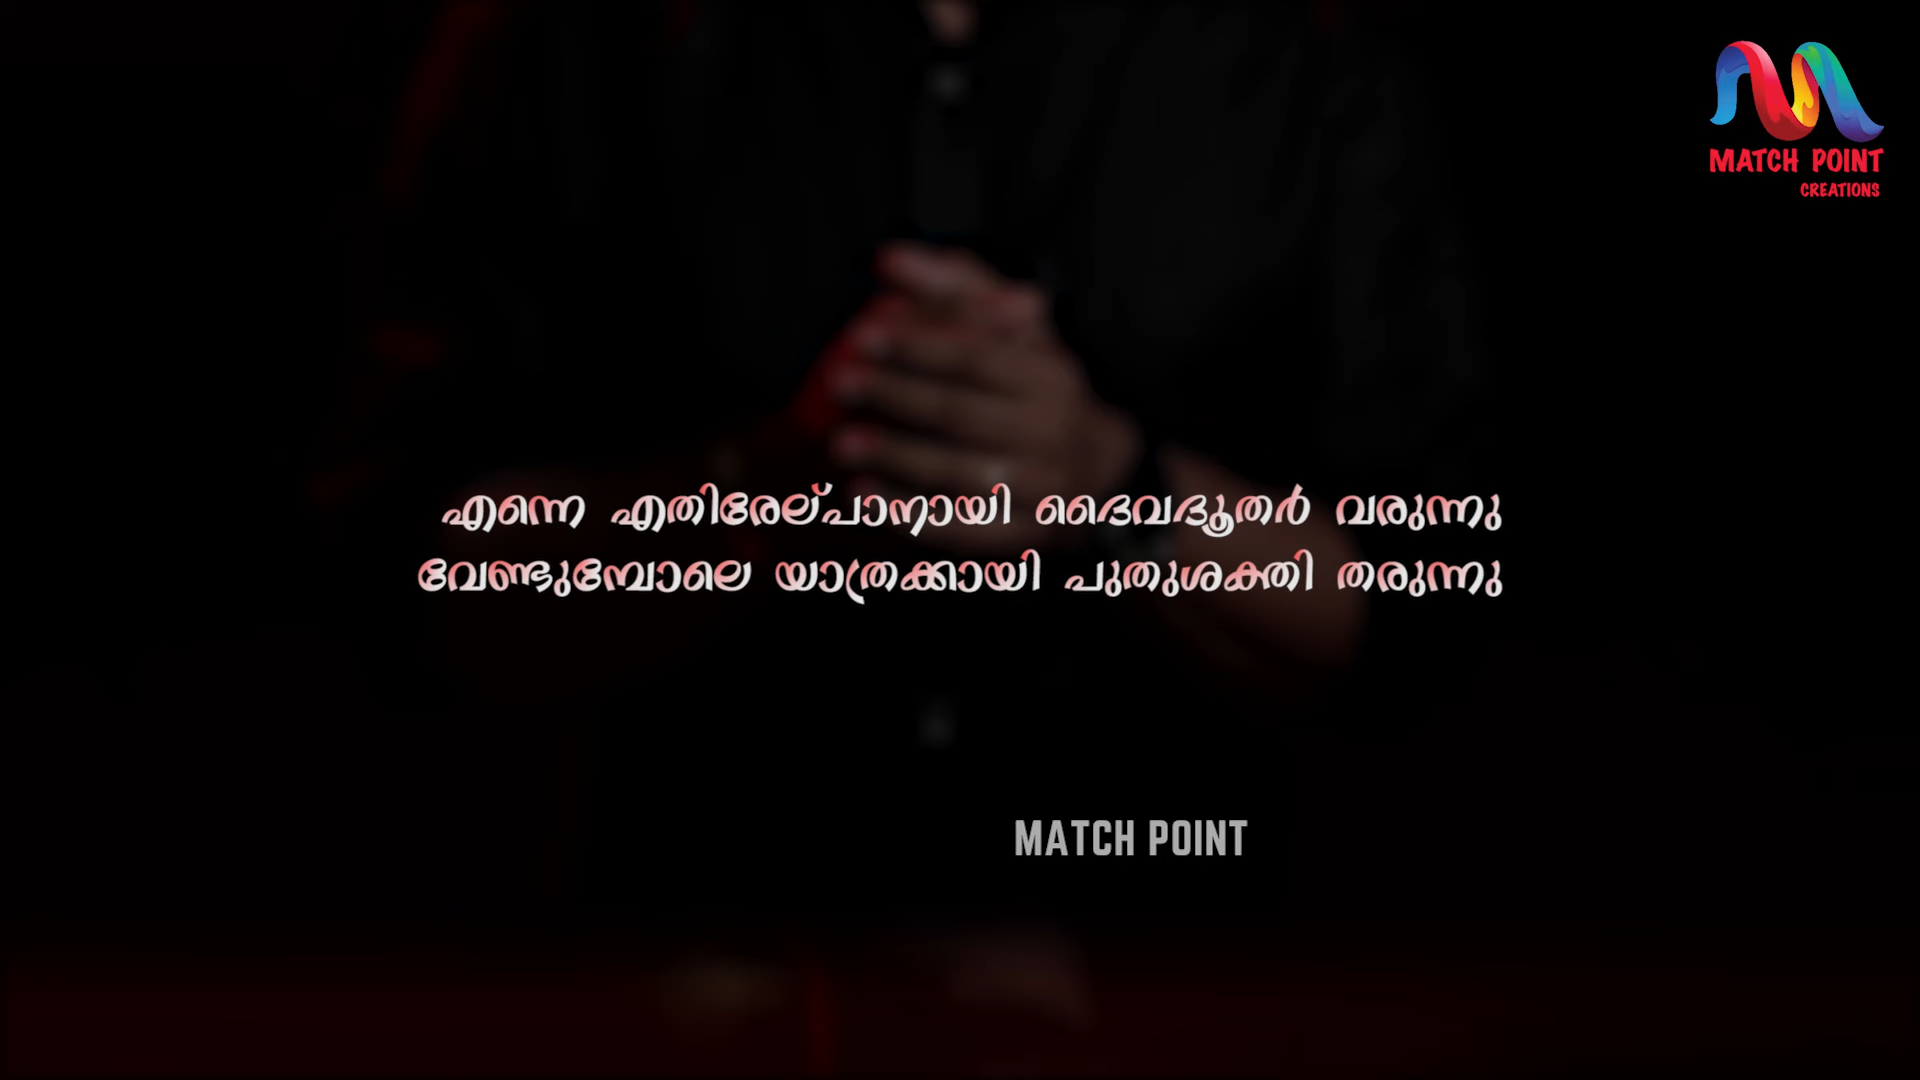 MATCH POINT
CREATIONS
എന്നെ എതിരേല്പാനായി ദൈവദൂതർ വരുന്നു
വേണ്ടുമ്പോലെ യാത്രക്കായി പുതുശക്തി തരുന്നു
MATCH POINT